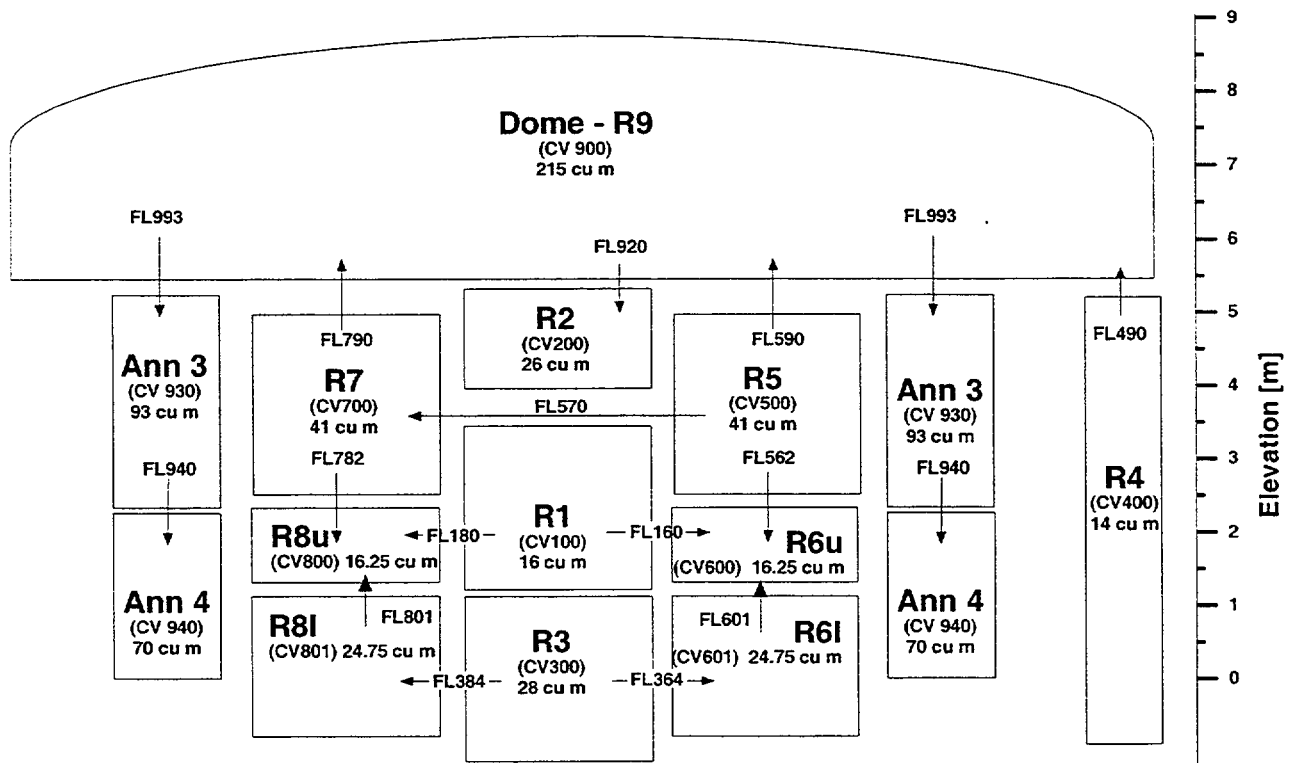 9
8
Dome - R9
(CV 900)
215 cu m
7
FL993
FL993
FL920
6
5
R2
(CV200)
26 cu m
FL790
FL590
FL490
Ann 3
(CV 930)
93 cu m
R7
(CV700)
41 cu m
R5
(CV500)
41 cu m
Ann 3
(CV 930)
93 cu m
4
FL570
Elevation [m]
FL940
FL782
FL562
FL940
3
R4
(CV400)
14 cu m
R8u
(CV800) 16.25 cu m
FL180
R1
(CV100)
16 cu m
FL160
R6u
(CV600) 16.25 cu m
2
Ann 4
(CV 940)
70 cu m
FL801
R8l
(CV801) 24.75 cu m
R3
(CV300)
28 cu m
FL601
R6l
(CV601) 24.75 cu m
Ann 4
(CV 940)
70 cu m
1
FL384
FL364
0